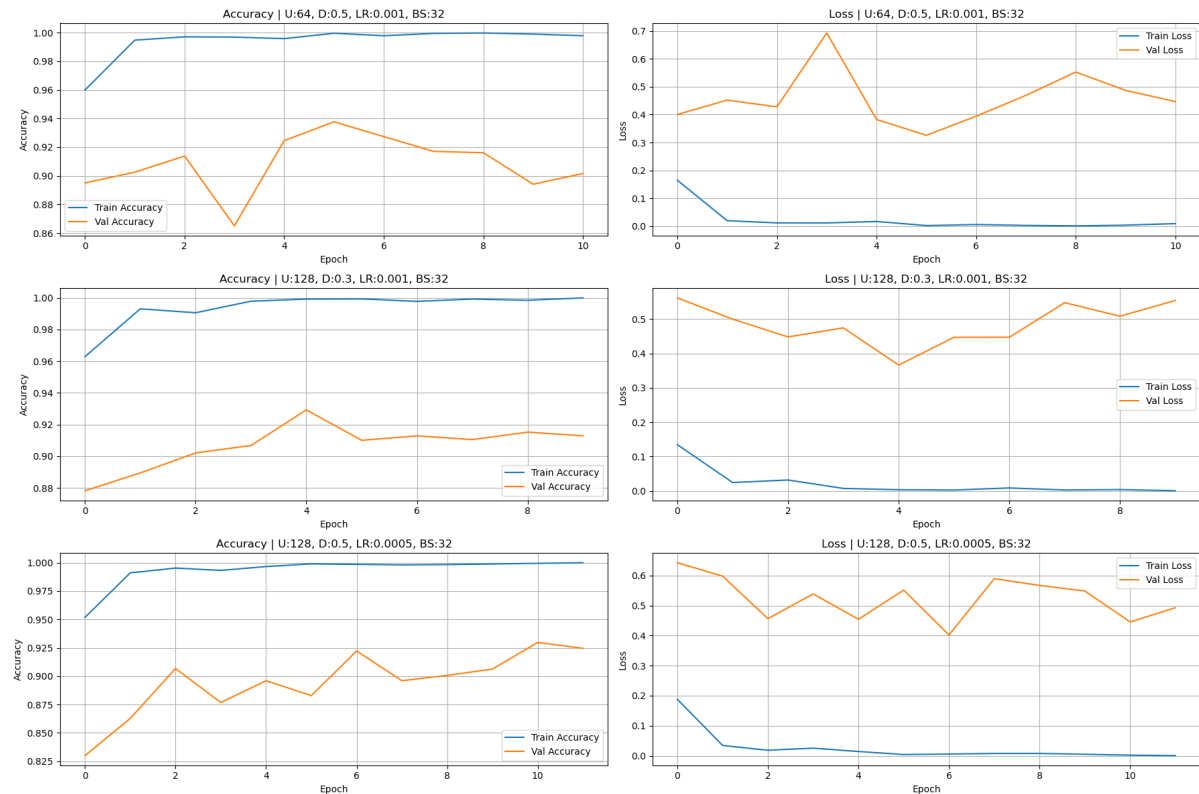 Accuracy | U:64, D:0.5, LR:0.001, BS:32
Accuracy
1.00
0.98
0.96
0.94
0.92
0.90
0.88
0.86
Train Accuracy
Val Accuracy
0 2 4 6 8 10
Epoch
Loss | U:64, D:0.5, LR:0.001, BS:32
Loss
0.7
0.6
0.5
0.4
0.3
0.2
0.1
0.0
Train Loss
Val Loss
0 2 4 6 8 10
Epoch
Accuracy | U:128, D:0.3, LR:0.001, BS:32
Accuracy
1.00
0.98
0.96
0.94
0.92
0.90
0.88
Train Accuracy
Val Accuracy
0 2 4 6 8
Epoch
Loss | U:128, D:0.3, LR:0.001, BS:32
Loss
0.5
0.4
0.3
0.2
0.1
0.0
Train Loss
Val Loss
0 2 4 6 8
Epoch
Accuracy | U:128, D:0.5, LR:0.0005, BS:32
Accuracy
1.000
0.975
0.950
0.925
0.900
0.875
0.850
0.825
Train Accuracy
Val Accuracy
0 2 4 6 8 10
Epoch
Loss | U:128, D:0.5, LR:0.0005, BS:32
Loss
0.6
0.5
0.4
0.3
0.2
0.1
0.0
Train Loss
Val Loss
0 2 4 6 8 10
Epoch